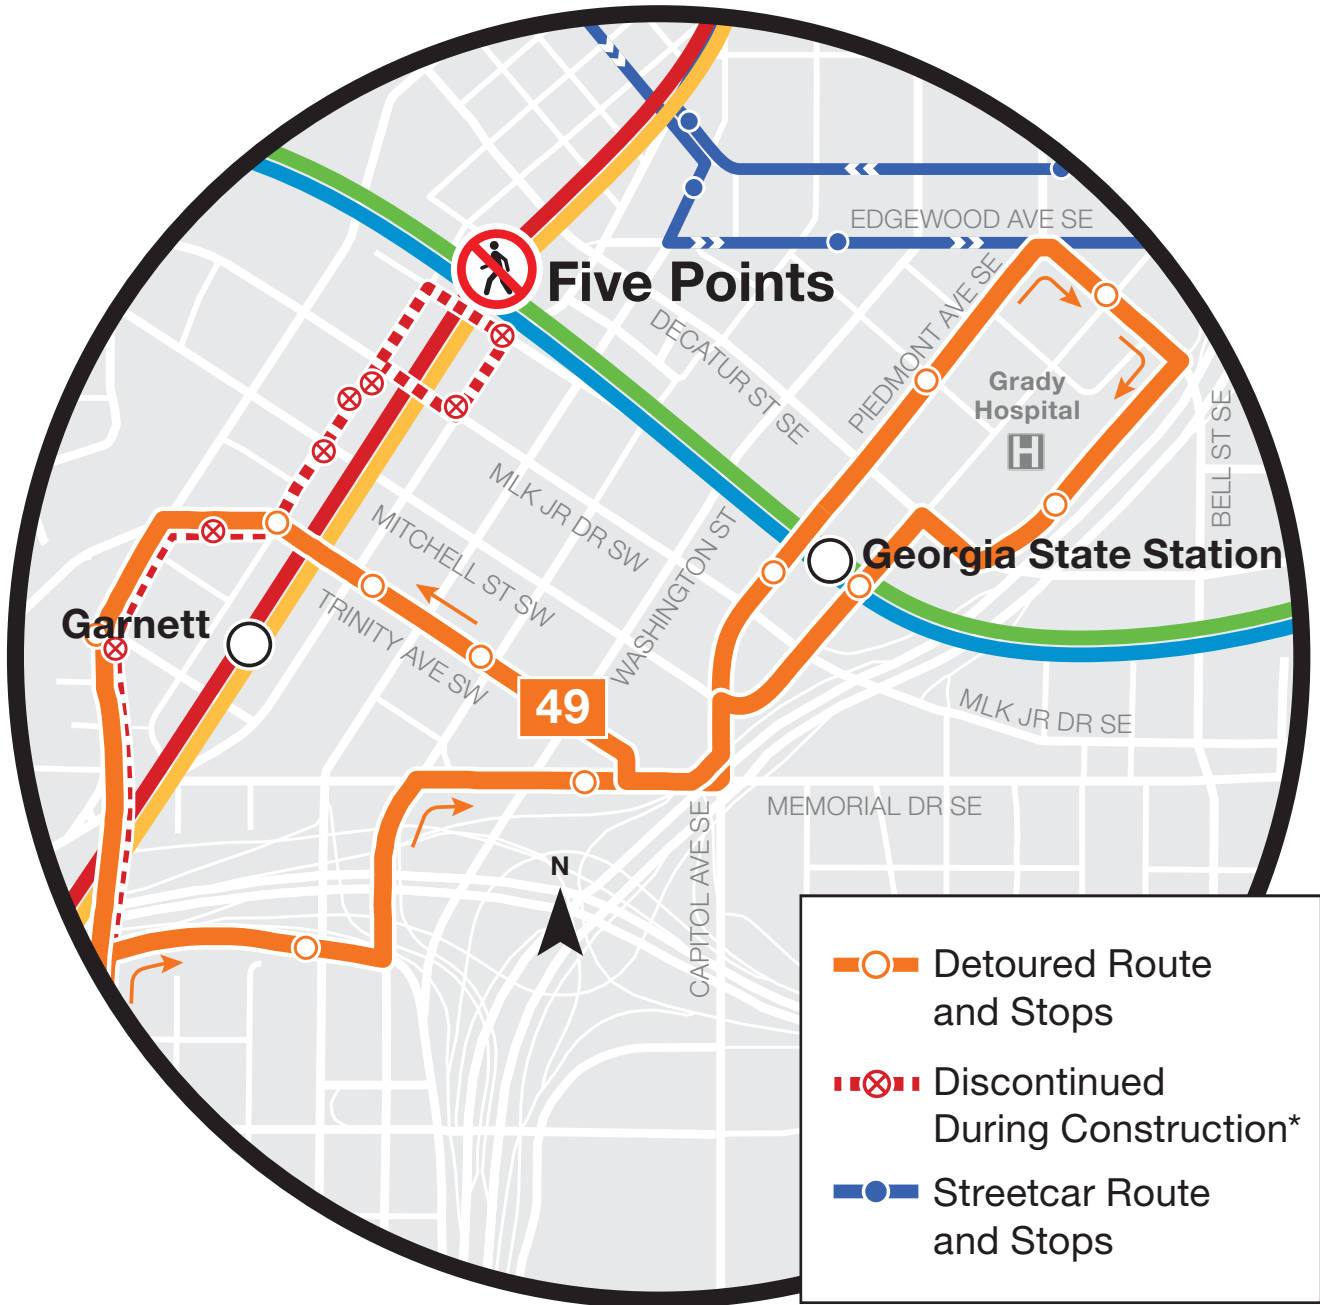 EDGEWOOD AVE SE
Five Points
DECATUR ST SE
PIEDMONT AVE SE
Grady
Hospital
H
BELL ST SE
MLK JR DR SW
MITCHELL ST SW
WASHINGTON ST
Georgia State Station
Garnett
TRINITY AVE SW
49
MLK JR DR SE
MEMORIAL DR SE
CAPITOL AVE SE
N
Detoured Route
and Stops
Discontinued
During Construction*
Streetcar Route
and Stops